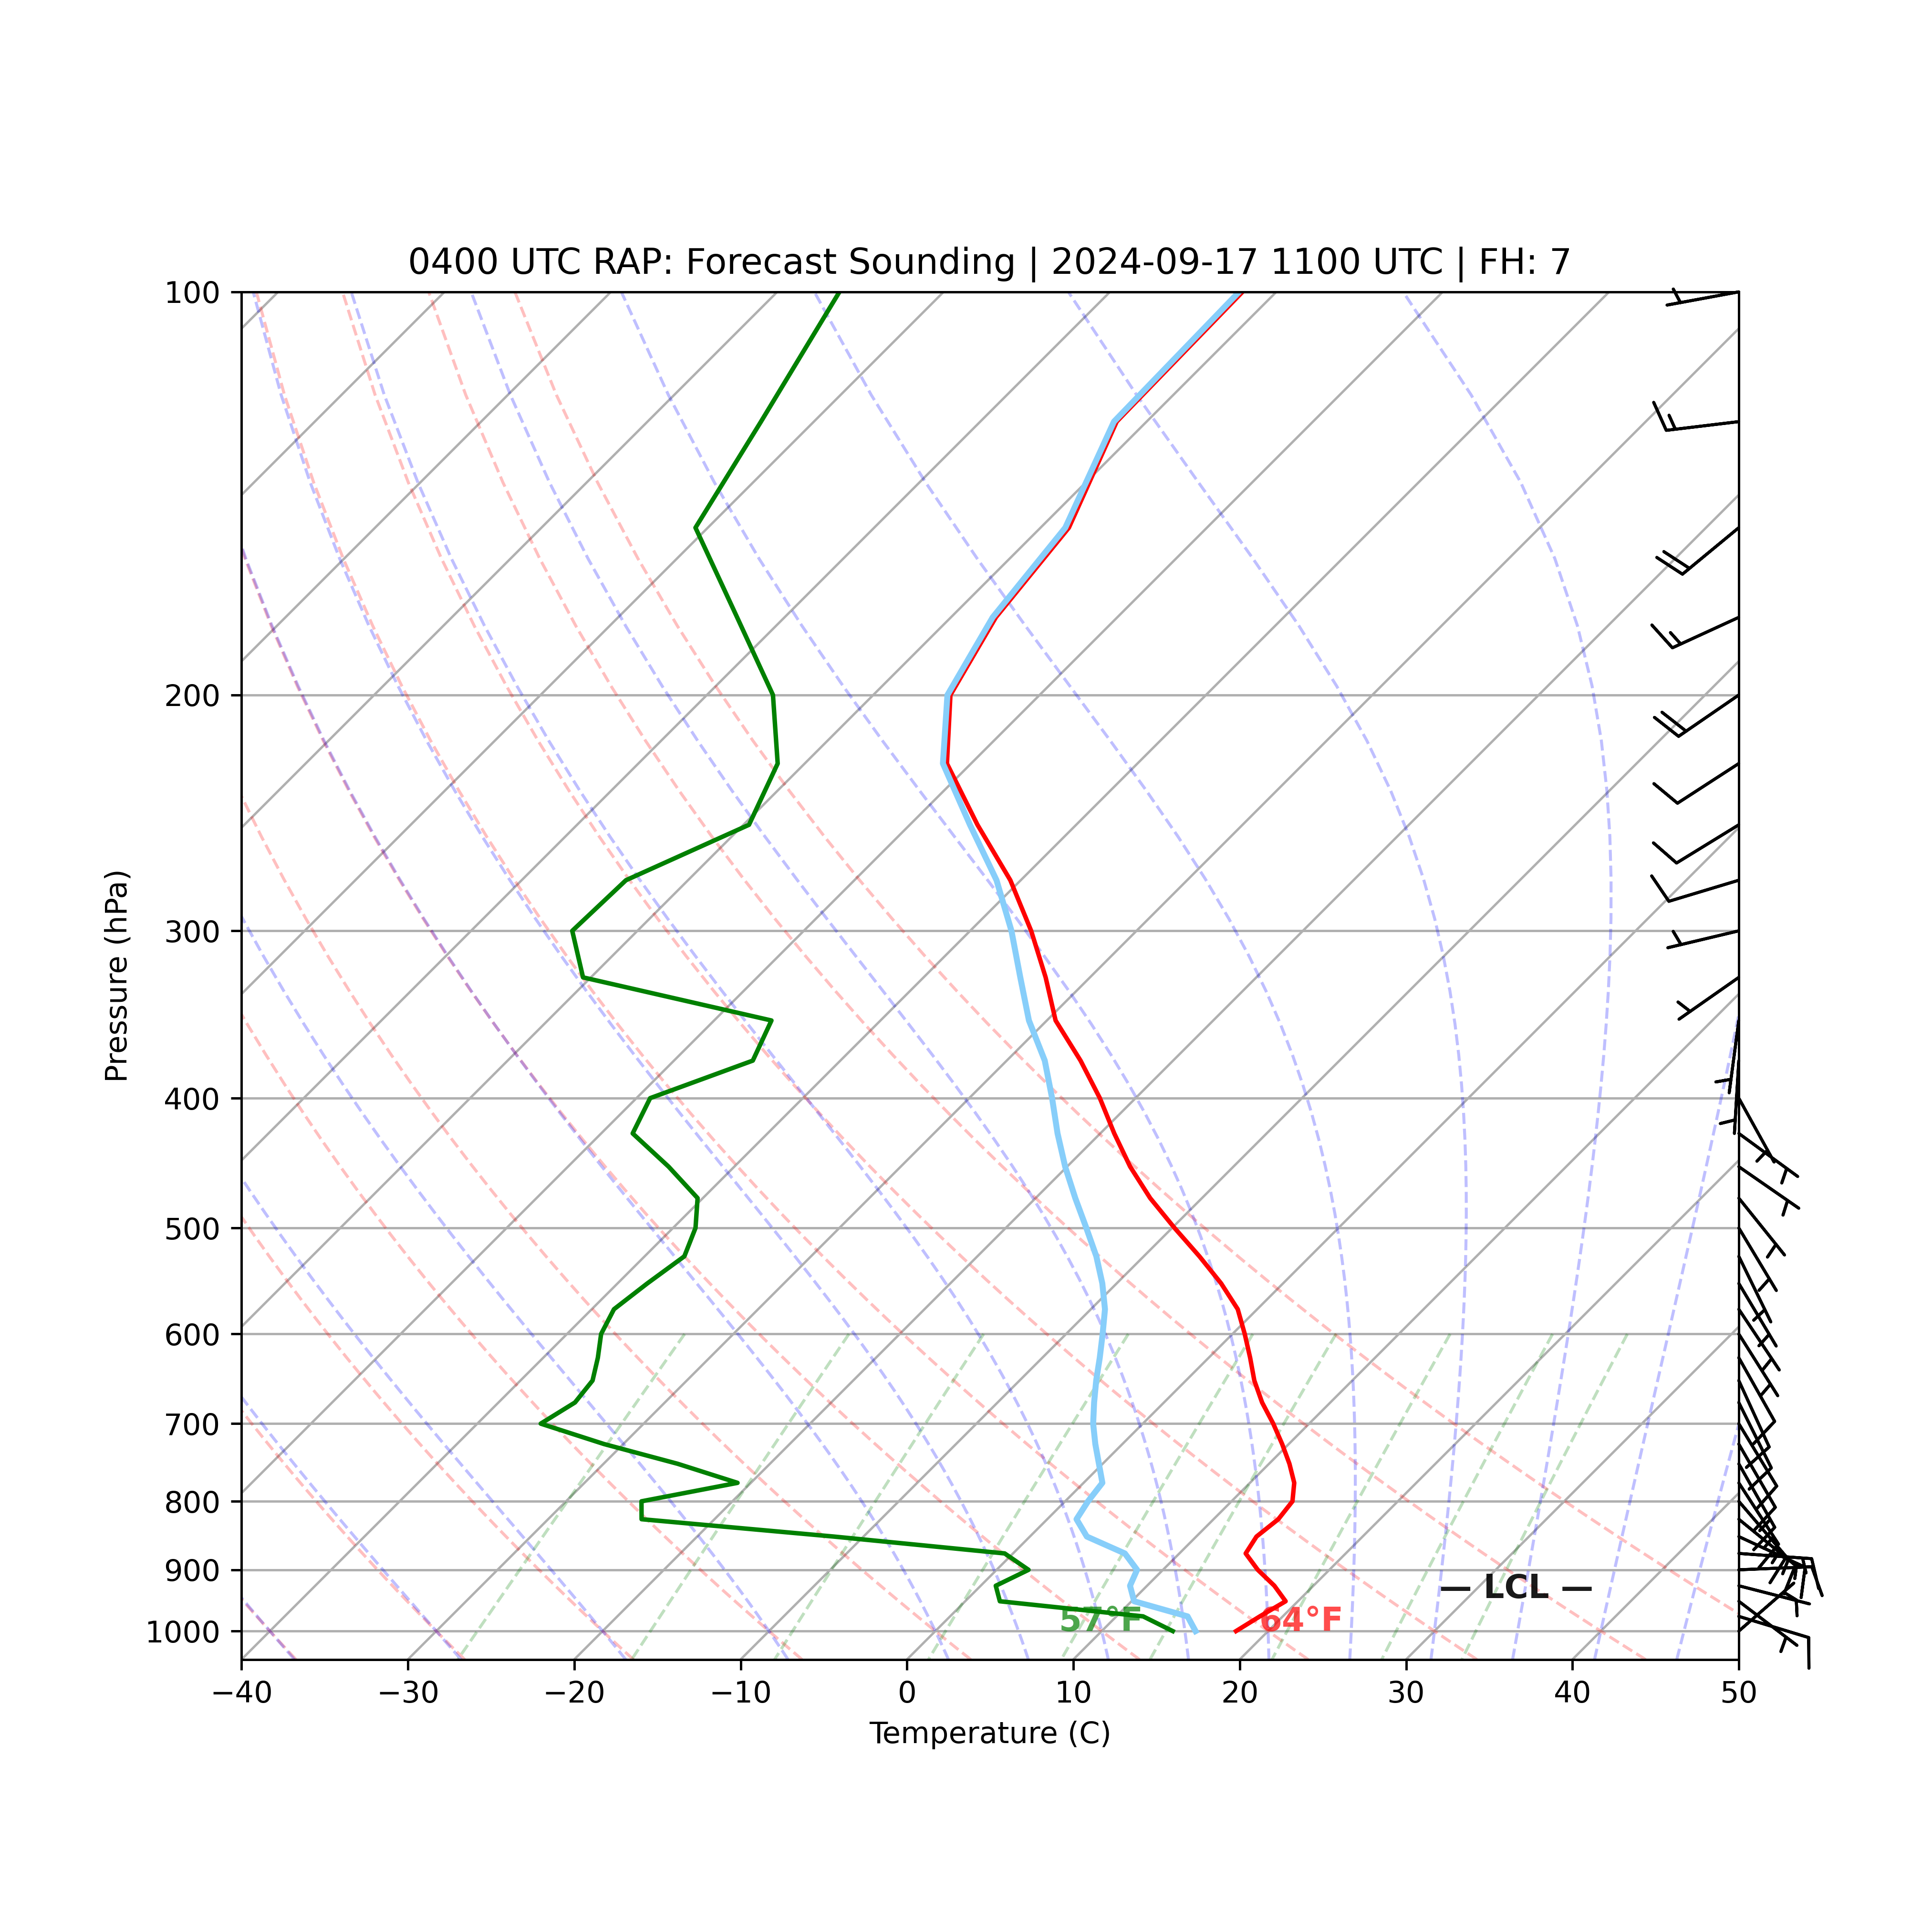 0400 UTC RAP: Forecast Sounding | 2024-09-17 1100 UTC | FH: 7
100
200
300
400
500
600
700
800
900
1000
Pressure (hPa)
— LCL —
57°F
64°F
−40 −30 −20 −10 0 10 20 30 40 50
Temperature (C)